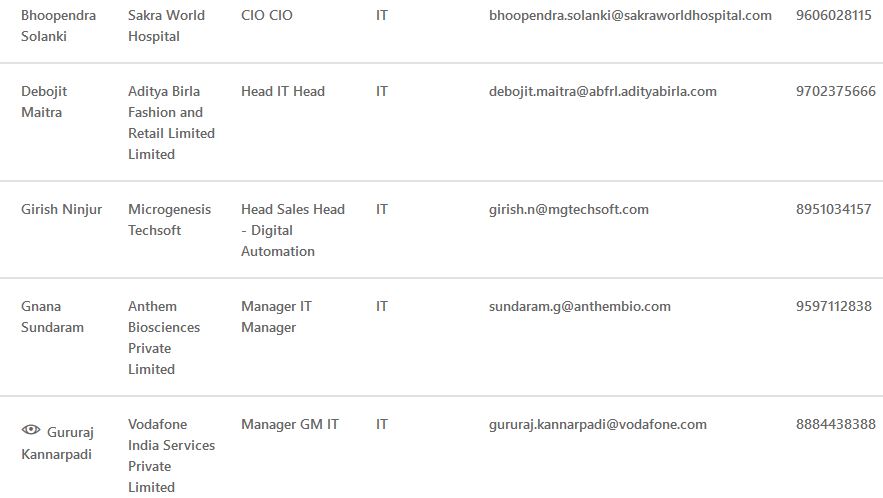 Bhoopendra Sakra World CIO CIO IT bhoopendra.solanki@sakraworldhospital.com 9606028115
Solanki Hospital
Debojit Aditya Birla Head IT Head IT debojit.maitra@abfrl.adityabirla.com 9702375666
Maitra Fashion and
Retail Limited
Limited
Girish Ninjur Microgenesis Head Sales Head IT girish.n@mgtechsoft.com 8951034157
Techsoft - Digital
Automation
Gnana Anthem Manager IT IT sundaram.g@anthembio.com 9597112838
Sundaram Biosciences Manager
Private
Limited
Gururaj Vodafone Manager GM IT IT gururaj.kannarpadi@vodafone.com 8884438388
Kannarpadi India Services
Private
Limited